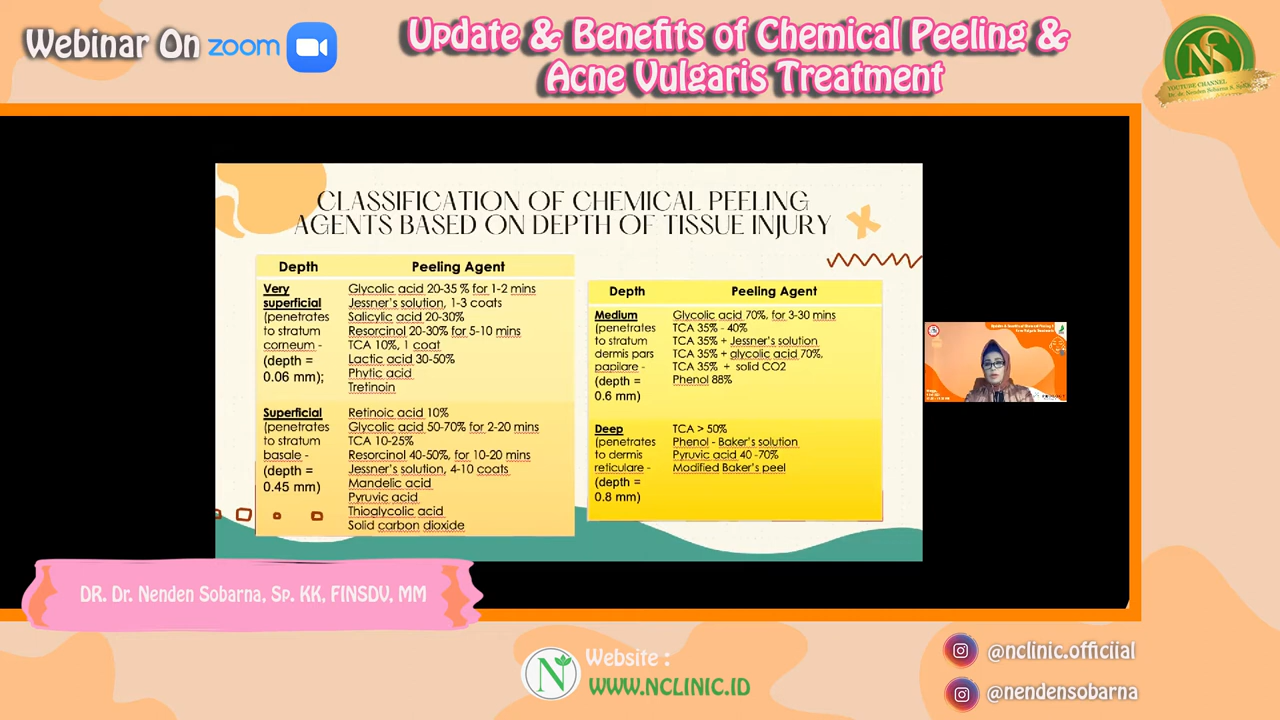 Webinar On zoom
Update & Benefits of Chemical Peeling &
Acne Vulgaris Treatment
NS
YOUTUBE CHANNEL
CLASSIFICATION OF CHEMICAL PEELING
AGENTS BASED ON DEPTH OF TISSUE INJURY
Depth Peeling Agent
Very Glycolic acid 20-35 % for 1-2 mins
superficial Jessner's solution, 1-3 coats
(penetrates Salicylic acid 20-30%
to stratum Resorcinol 20-30% for 5-10 mins
corneum - TCA 10%, 1 coat
(depth = Lactic acid 30-50%
0.06 mm); Phytic acid
Tretinoin
Superficial Retinoic acid 10%
(penetrates Glycolic acid 50-70% for 2-20 mins
to stratum TCA 10-25%
basale - Resorcinol 40-50%, for 10-20 mins
(depth = Jessner's solution, 4-10 coats
0.45 mm) Mandelic acid
Pyruvic acid
Thioglycolic acid
Solid carbon dioxide
Depth Peeling Agent
Medium Glycolic acid 70%, for 3-30 mins
(penetrates TCA 35% - 40%
to stratum TCA 35% + Jessner's solution
dermis pars TCA 35% + glycolic acid 70%,
papilare - TCA 35% + solid CO2
(depth = Phenol 88%
0.6 mm)
Deep TCA > 50%
(penetrates Phenol - Baker's solution
to dermis Pyruvic acid 40 -70%
reticulare - Modified Baker's peel
(depth =
0.8 mm)
DR. Dr. Nenden Sobarna, Sp. KK, FINSDV, MM
N
Website :
WWW.NCLINIC.ID
@nclinic.officiial
@nendensobarna